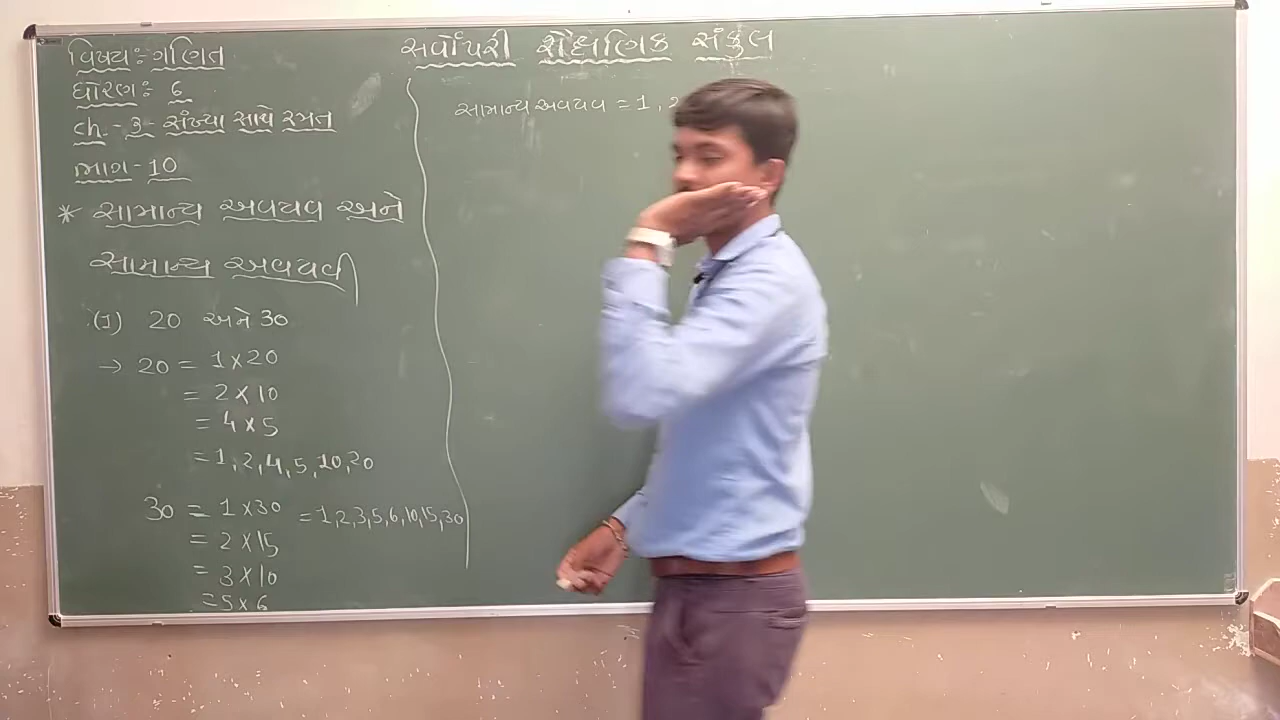 સર્વોપરી શૈક્ષણિક સંકુલ
વિષય: ગણિત
ધોરણ: 6
ch. - 3 - સંખ્યા સાથે રમત
ભાગ - 10
* સામાન્ય અવયવ અને
સામાન્ય અવયવી
(1) 20 અને 30
→ 20 = 1 × 20
= 2 × 10
= 4 × 5
= 1, 2, 4, 5, 10, 20
30 = 1 × 30 = 1, 2, 3, 5, 6, 10, 15, 30
= 2 × 15
= 3 × 10
= 5 × 6
સામાન્ય અવયવ = 1, 2